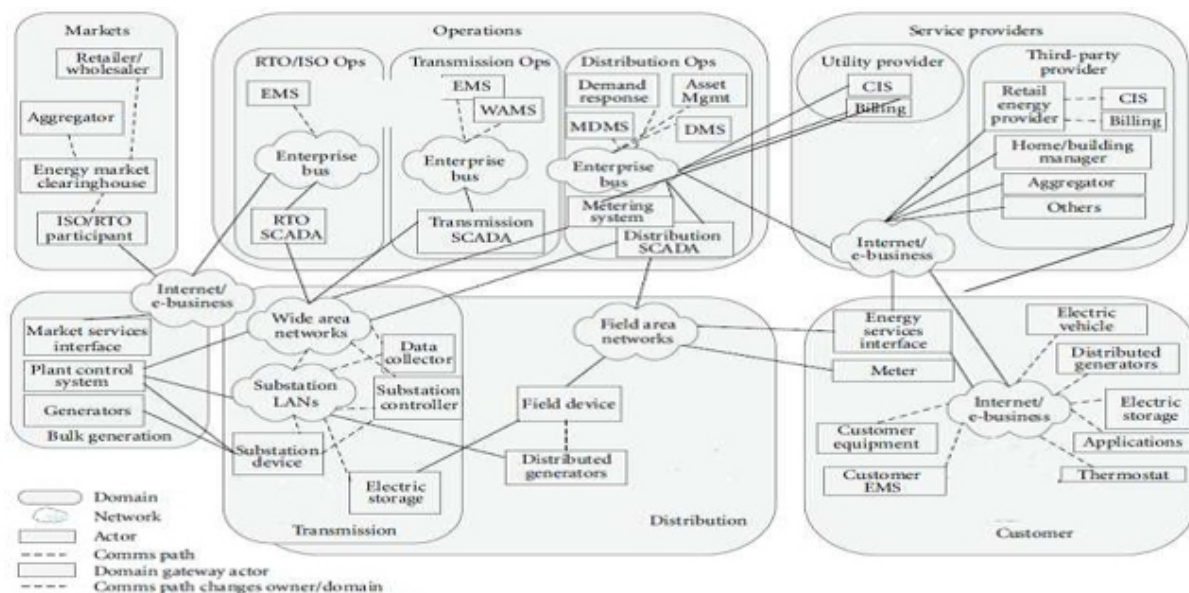 Markets
Retailer/
wholesaler
Aggregator
Energy market
clearinghouse
ISO/RTO
participant
Operations
RTO/ISO Ops
EMS
Enterprise
bus
RTO
SCADA
Transmission Ops
EMS
WAMS
Enterprise
bus
Transmission
SCADA
Distribution Ops
Demand
response
Asset
Mgmt
MDMS
DMS
Enterprise
bus
Metering
system
Distribution
SCADA
Service providers
Utility provider
CIS
Billing
Third-party
provider
Retail
energy
provider
CIS
Billing
Home/building
manager
Aggregator
Others
Internet/
e-business
Internet/
e-business
Market services
interface
Plant control
system
Generators
Bulk generation
Wide area
networks
Data
collector
Substation
LANs
Substation
controller
Substation
device
Electric
storage
Transmission
Field area
networks
Field device
Distributed
generators
Distribution
Energy
services
interface
Meter
Electric
vehicle
Distributed
generators
Internet/
e-business
Electric
storage
Customer
equipment
Applications
Customer
EMS
Thermostat
Customer
Domain
Network
Actor
Comms path
Domain gateway actor
Comms path changes owner/domain